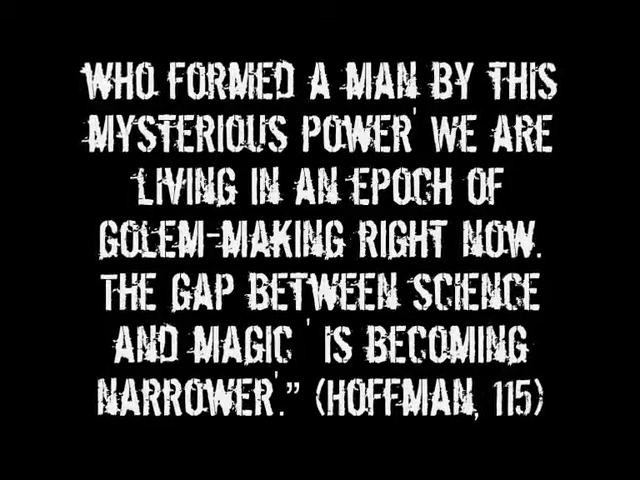 WHO FORMED A MAN BY THIS
MYSTERIOUS POWER' WE ARE
LIVING IN AN EPOCH OF
GOLEM-MAKING RIGHT NOW.
THE GAP BETWEEN SCIENCE
AND MAGIC ' IS BECOMING
NARROWER'.” (HOFFMAN, 115)